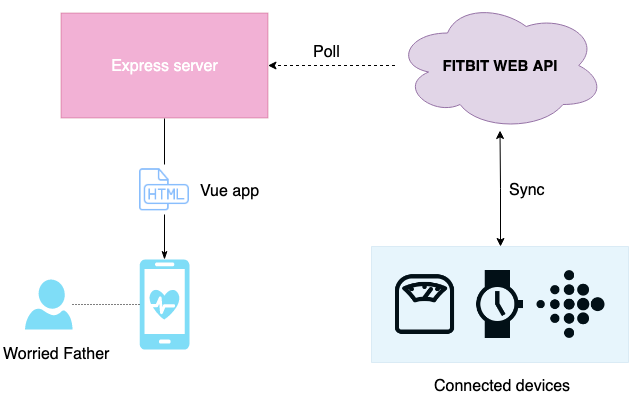 Express server
Poll
FITBIT WEB API
HTML
Vue app
Sync
Worried Father
Connected devices